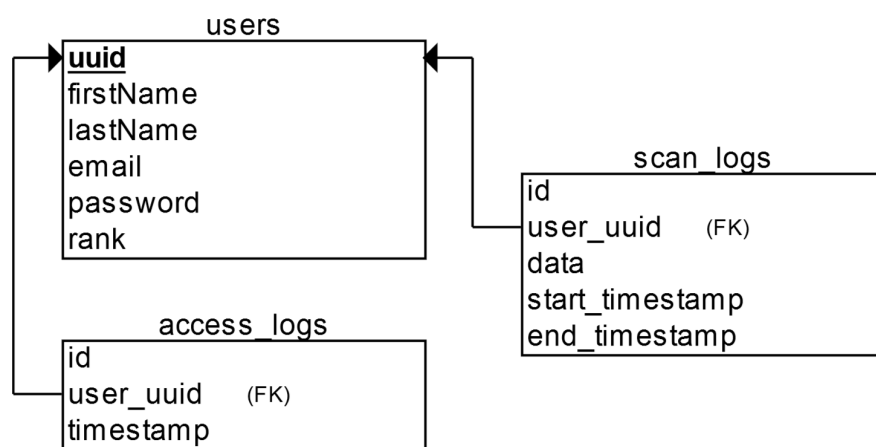 users
uuid
firstName
lastName
email
password
rank
scan_logs
id
user_uuid (FK)
data
start_timestamp
end_timestamp
access_logs
id
user_uuid (FK)
timestamp